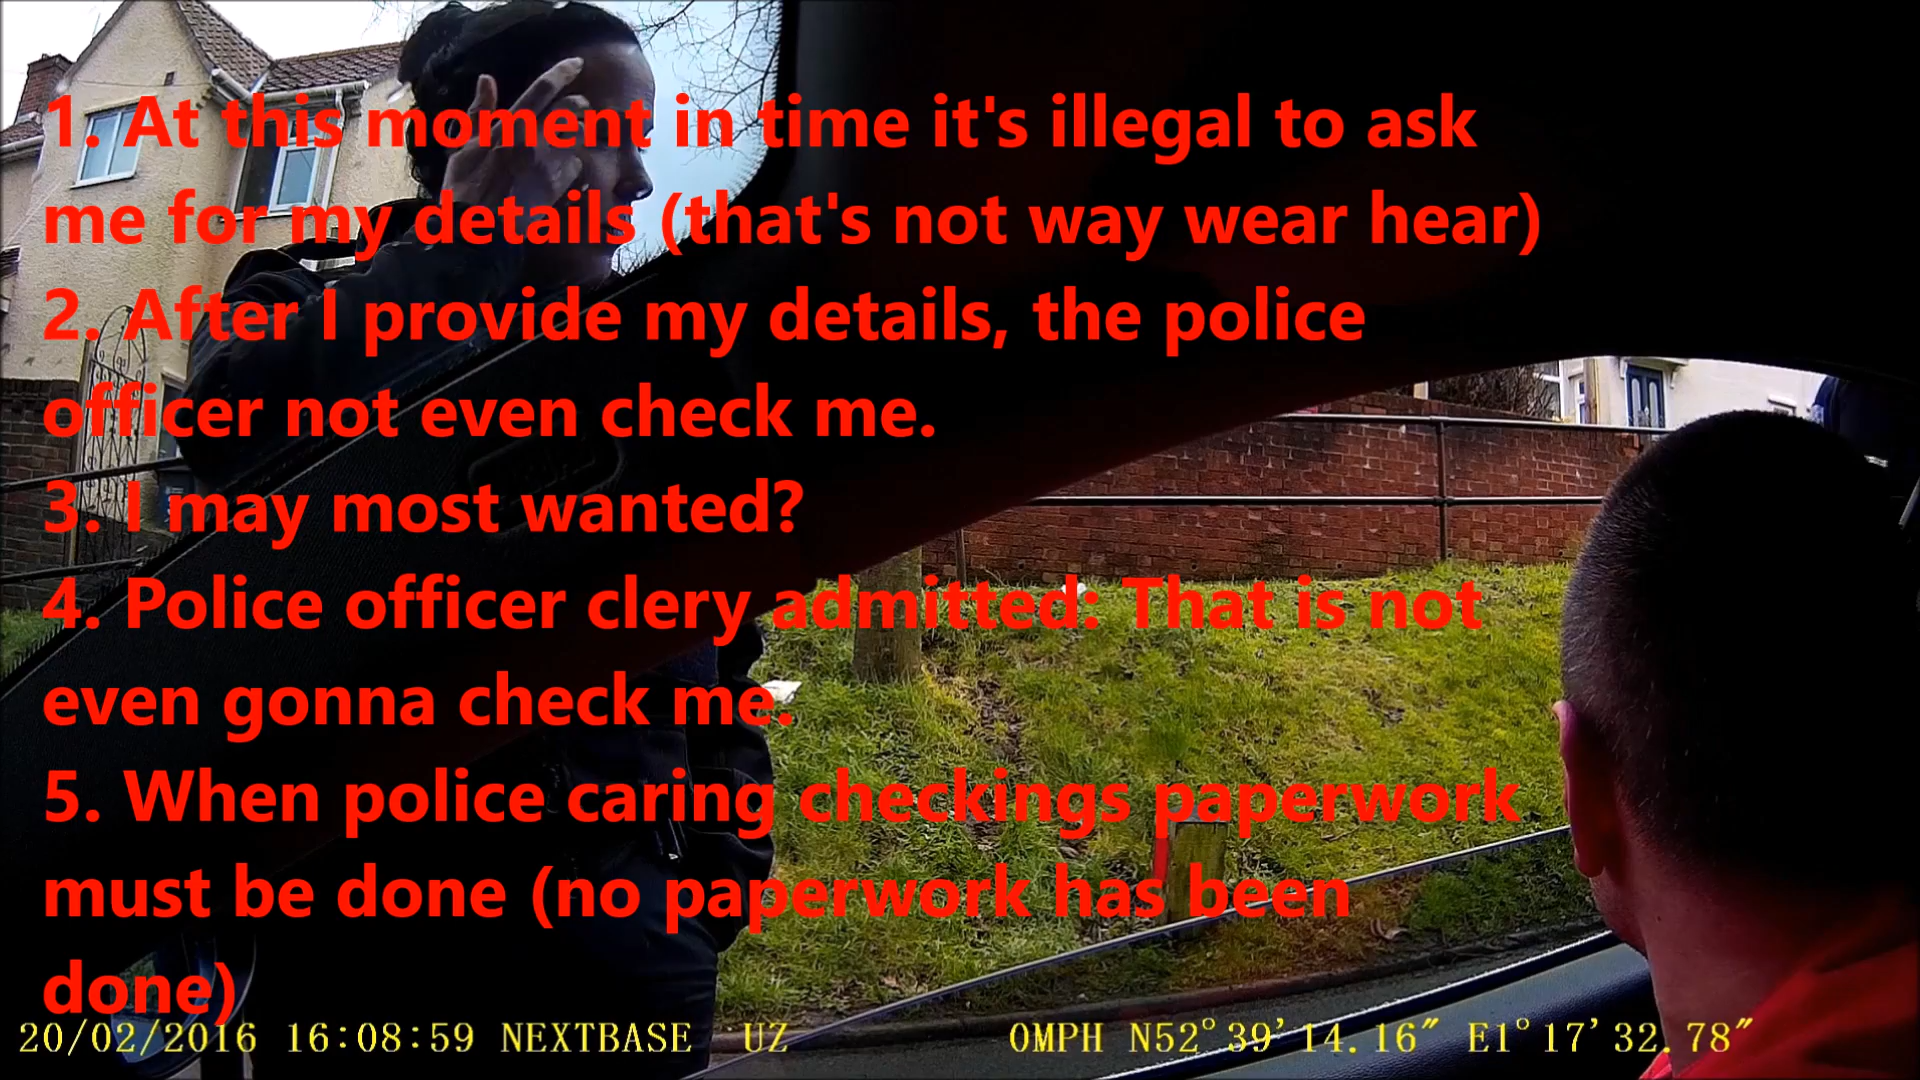 1. At this moment in time it's illegal to ask
me for my details (that's not way wear hear)
2. After I provide my details, the police
officer not even check me.
3. I may most wanted?
4. Police officer clery admitted: That is not
even gonna check me.
5. When police caring checkings paperwork
must be done (no paperwork has been
done)
20/02/2016 16:08:59 NEXTBASE UZ 0MPH N52°39'14.16" E1°17'32.78"